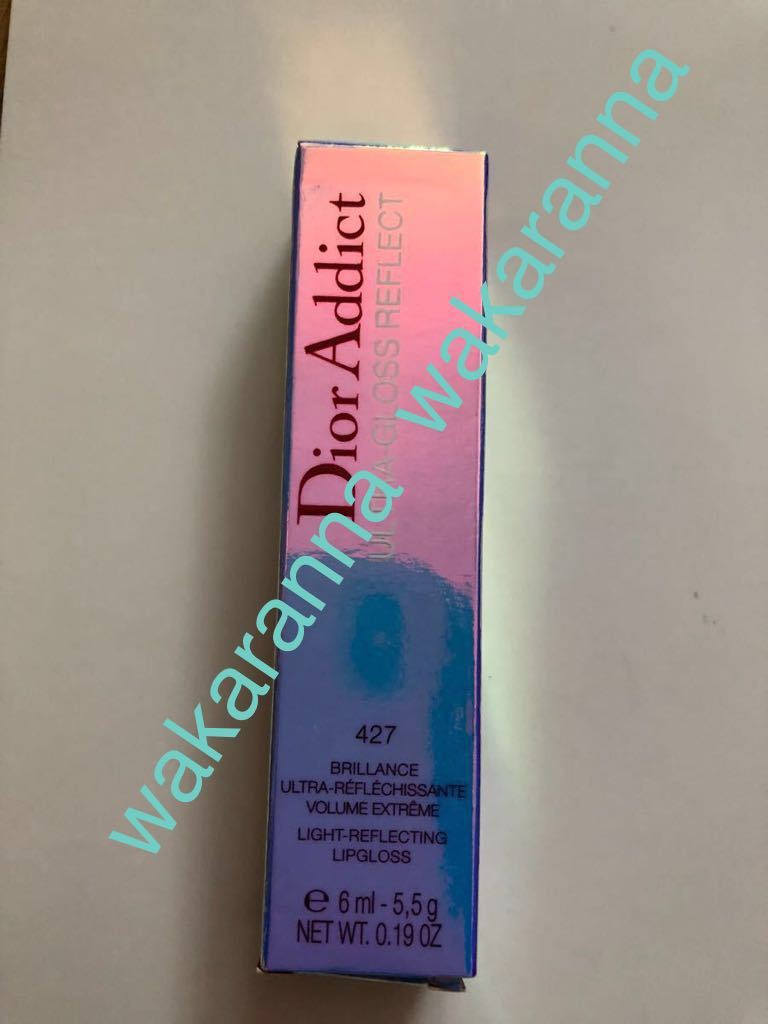 Dior Addict
ULTRA-GLOSS REFLECT
wakaranna
wakaranna
427
BRILLANCE
ULTRA-RÉFLÉCHISSANTE
VOLUME EXTRÊME
LIGHT-REFLECTING
LIPGLOSS
e 6 ml - 5,5 g
NET WT. 0.19 OZ